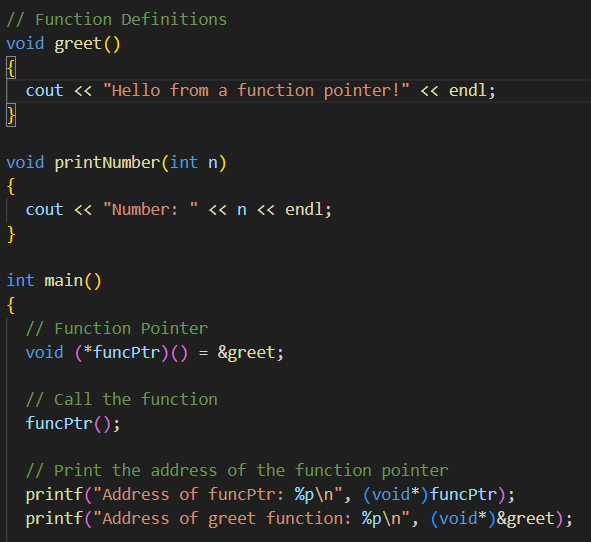 // Function Definitions
void greet()
{
  cout << "Hello from a function pointer!" << endl;
}

void printNumber(int n)
{
  cout << "Number: " << n << endl;
}

int main()
{
  // Function Pointer
  void (*funcPtr)() = &greet;

  // Call the function
  funcPtr();

  // Print the address of the function pointer
  printf("Address of funcPtr: %p\n", (void*)funcPtr);
  printf("Address of greet function: %p\n", (void*)&greet);